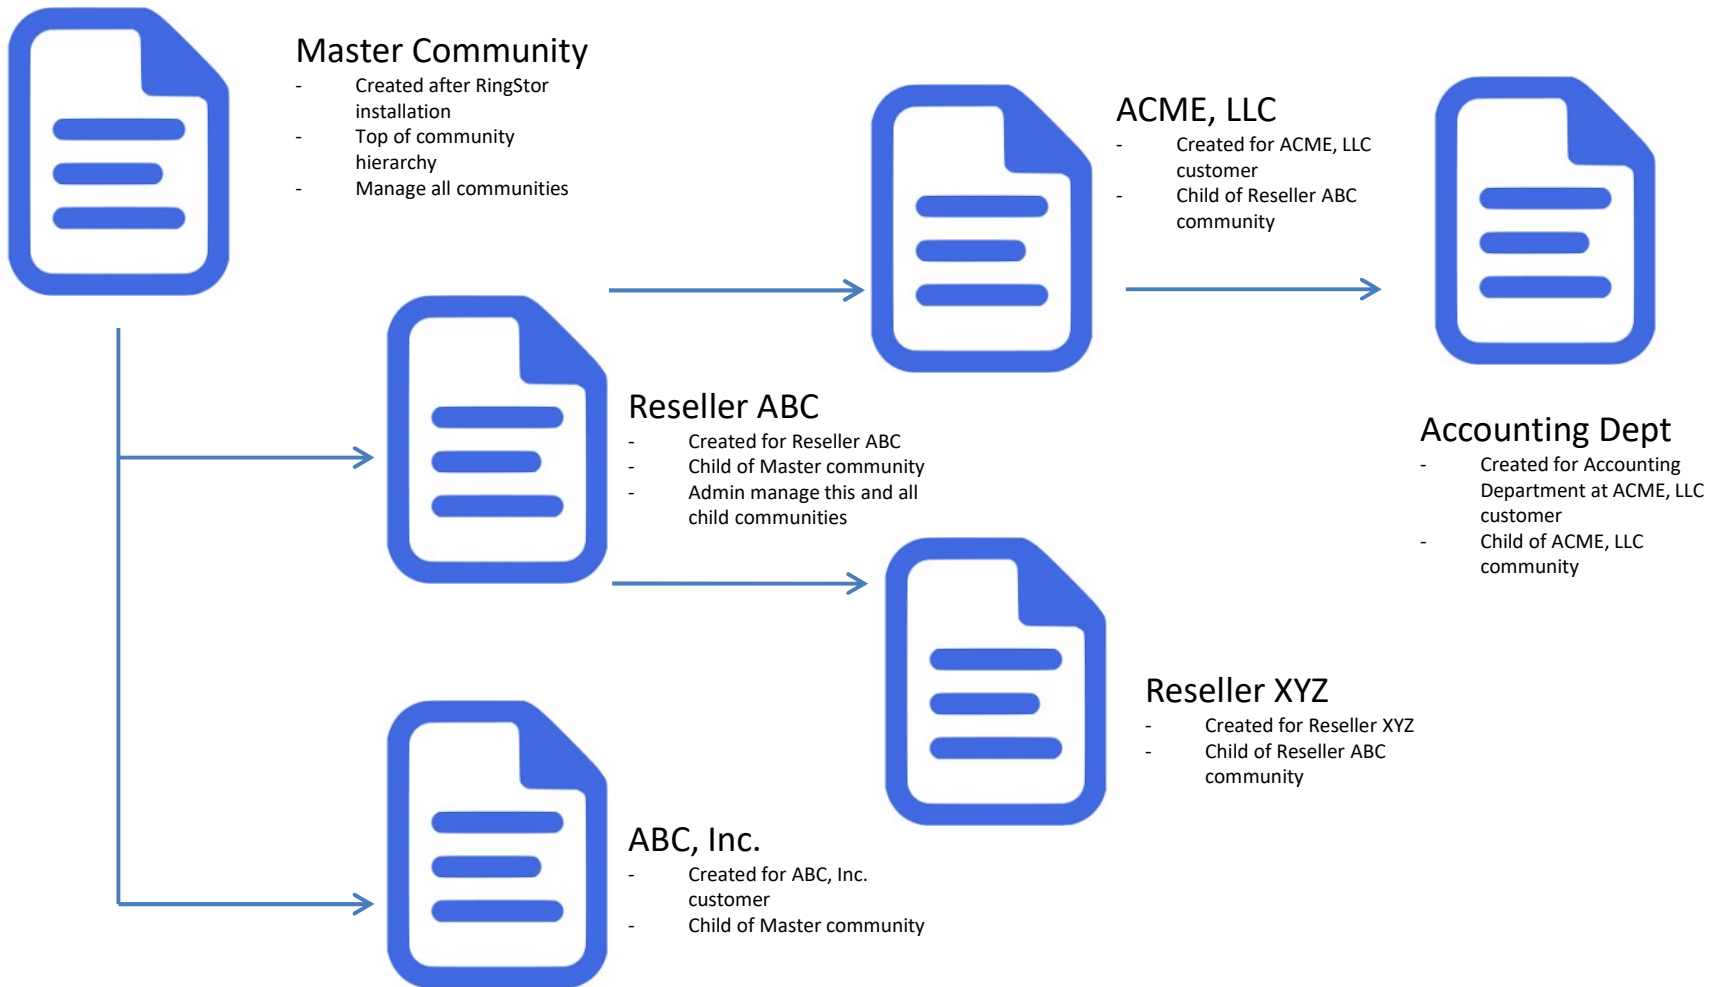 Master Community
- Created after RingStor
installation
- Top of community
hierarchy
- Manage all communities
ACME, LLC
- Created for ACME, LLC
customer
- Child of Reseller ABC
community
Reseller ABC
- Created for Reseller ABC
- Child of Master community
- Admin manage this and all
child communities
Accounting Dept
- Created for Accounting
Department at ACME, LLC
customer
- Child of ACME, LLC
community
Reseller XYZ
- Created for Reseller XYZ
- Child of Reseller ABC
community
ABC, Inc.
- Created for ABC, Inc.
customer
- Child of Master community